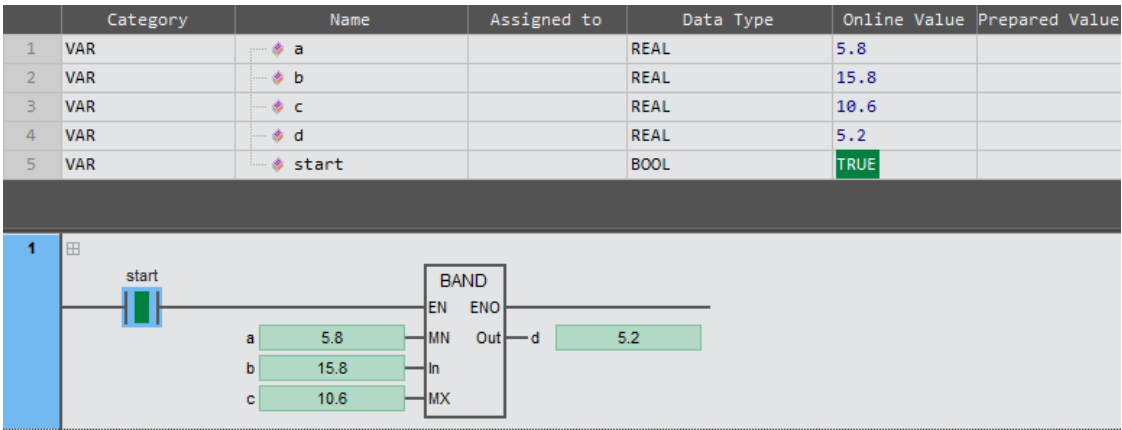 Category Name Assigned to Data Type Online Value Prepared Value
1 VAR a REAL 5.8
2 VAR b REAL 15.8
3 VAR c REAL 10.6
4 VAR d REAL 5.2
5 VAR start BOOL TRUE
1
start
BAND
EN ENO
a 5.8 MN Out d 5.2
b 15.8 In
c 10.6 MX